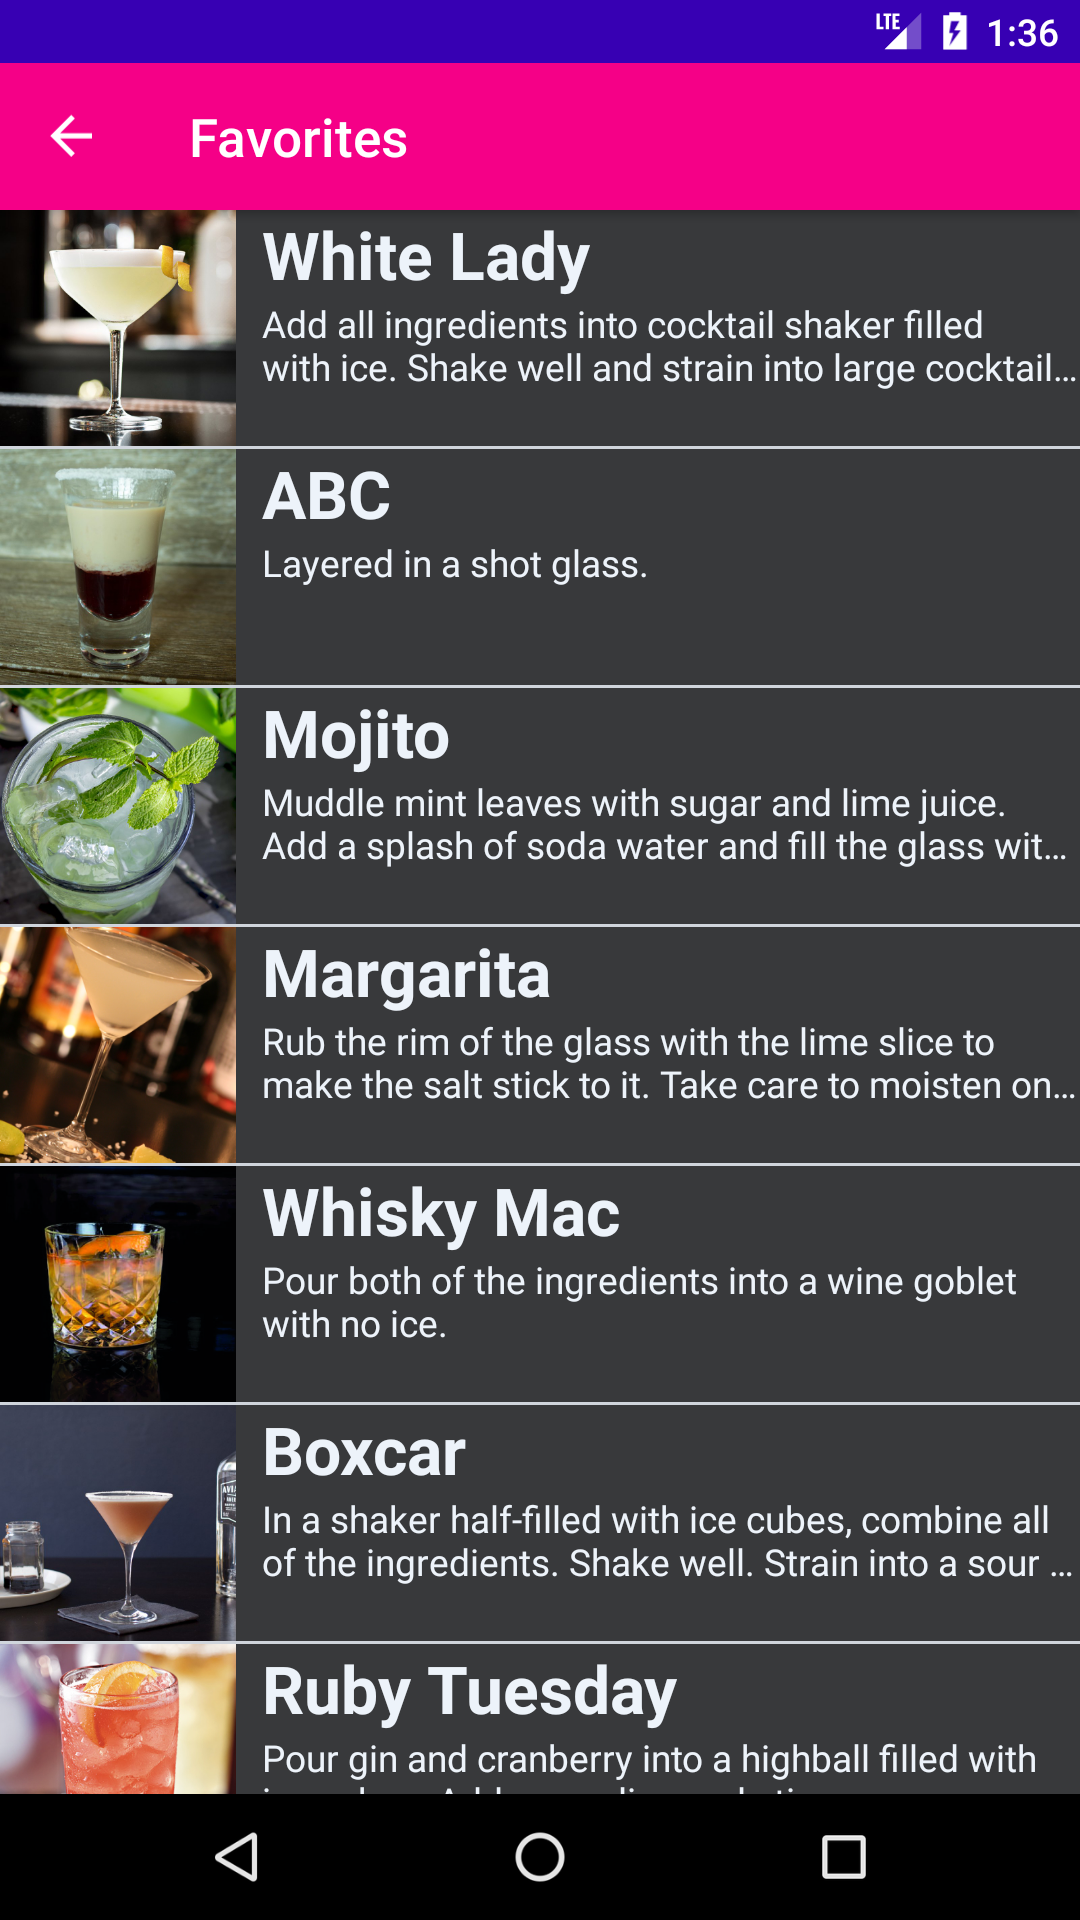 LTE 1:36
Favorites
White Lady
Add all ingredients into cocktail shaker filled
with ice. Shake well and strain into large cocktail…
ABC
Layered in a shot glass.
Mojito
Muddle mint leaves with sugar and lime juice.
Add a splash of soda water and fill the glass wit…
Margarita
Rub the rim of the glass with the lime slice to
make the salt stick to it. Take care to moisten on…
Whisky Mac
Pour both of the ingredients into a wine goblet
with no ice.
Boxcar
In a shaker half-filled with ice cubes, combine all
of the ingredients. Shake well. Strain into a sour …
Ruby Tuesday
Pour gin and cranberry into a highball filled with